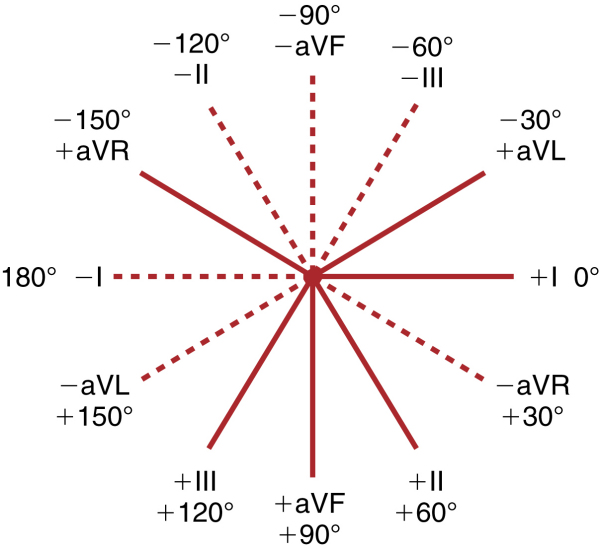 −90°
−aVF
−120°
−II
−60°
−III
−150°
+aVR
−30°
+aVL
180° −I
+I 0°
−aVL
+150°
−aVR
+30°
+III
+120°
+aVF
+90°
+II
+60°